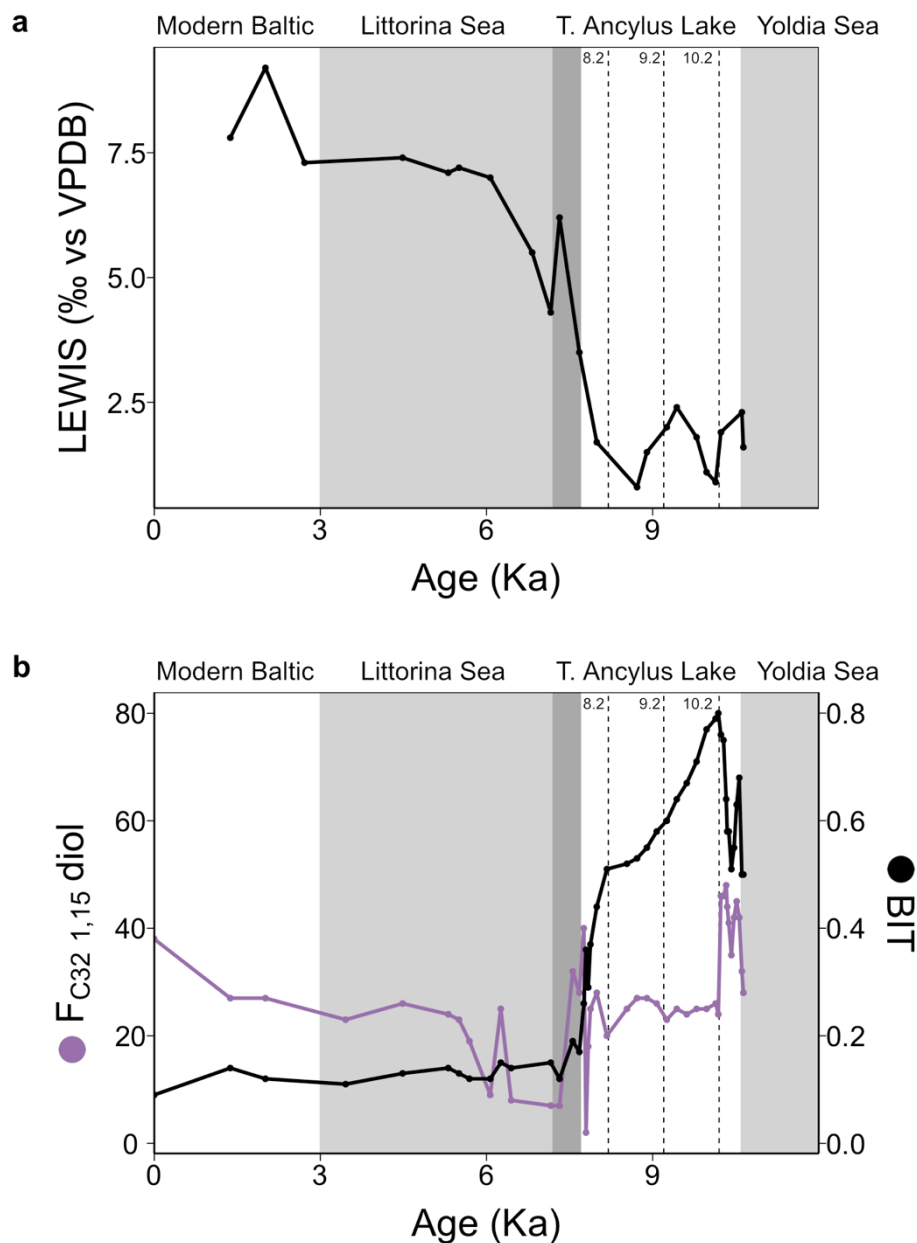 a
Modern Baltic Littorina Sea T. Ancylus Lake Yoldia Sea
8.2 9.2 10.2
7.5
5.0
2.5
LEWIS (‰ vs VPDB)
0 3 6 9
Age (Ka)
b
Modern Baltic Littorina Sea T. Ancylus Lake Yoldia Sea
8.2 9.2 10.2
80 0.8
60 0.6
40 0.4
20 0.2
0 0.0
F C32 1,15 diol
BIT
0 3 6 9
Age (Ka)